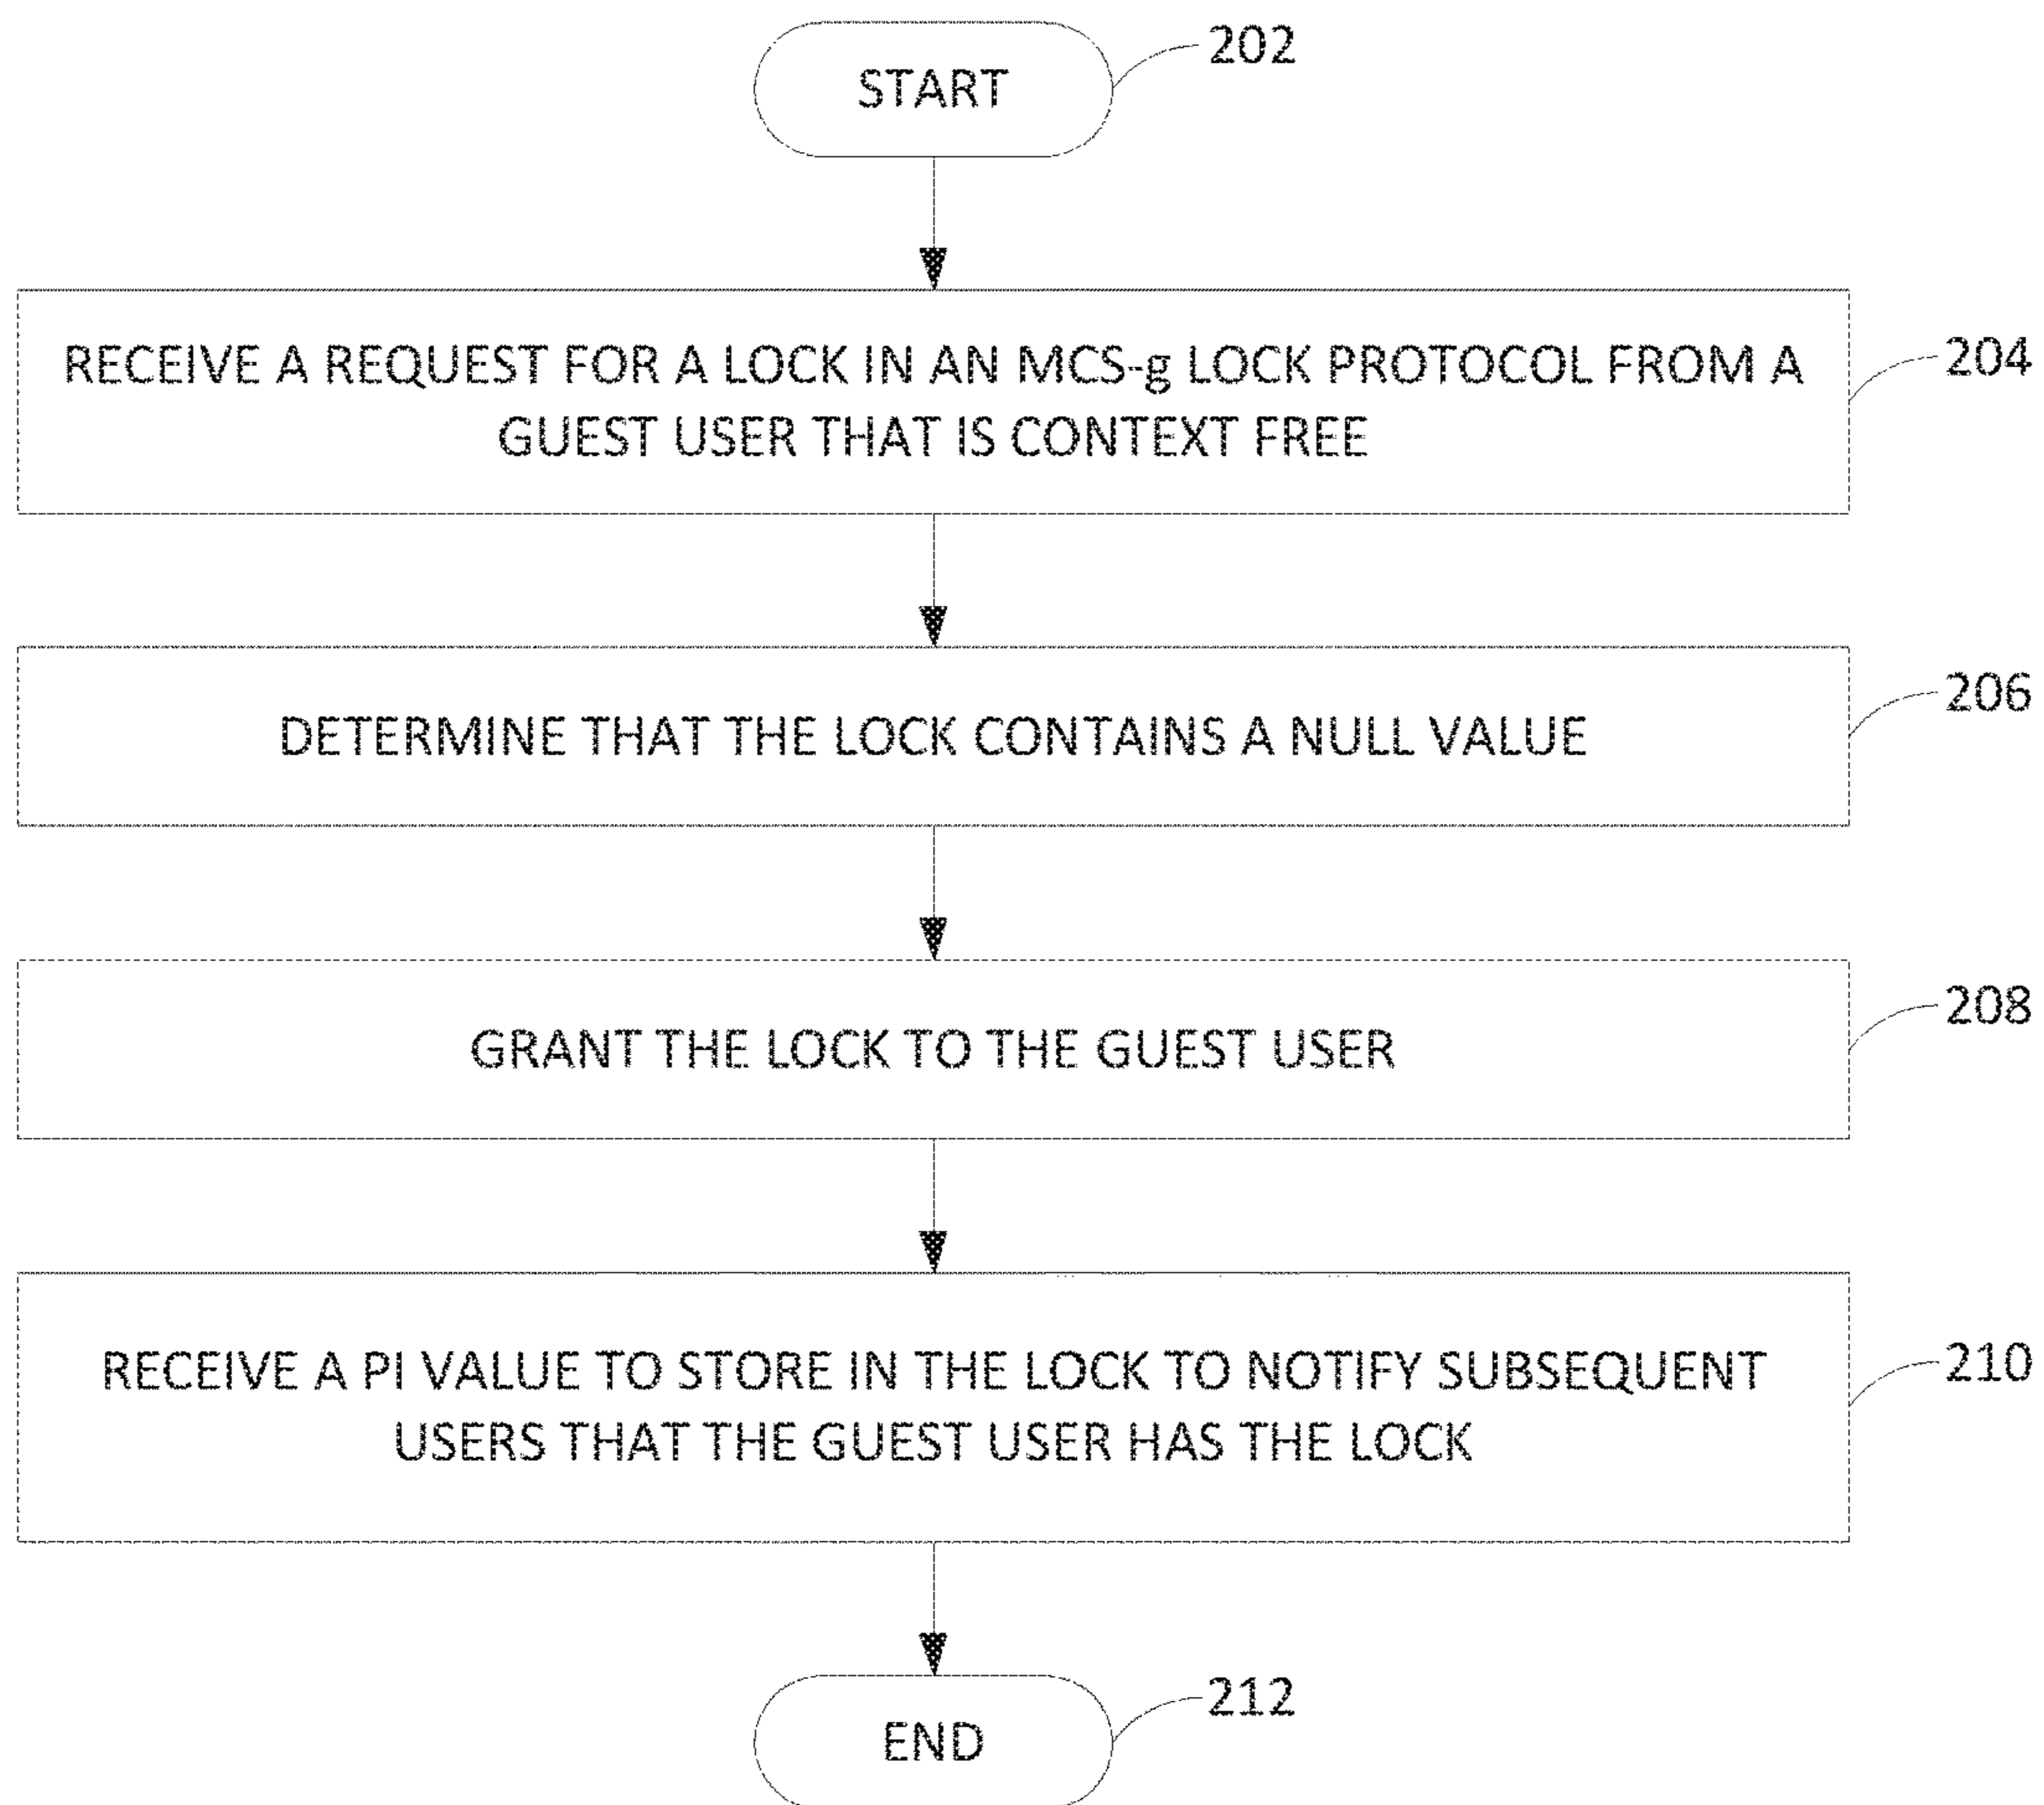 START
202
RECEIVE A REQUEST FOR A LOCK IN AN MCS-g LOCK PROTOCOL FROM A
GUEST USER THAT IS CONTEXT FREE
204
DETERMINE THAT THE LOCK CONTAINS A NULL VALUE
206
GRANT THE LOCK TO THE GUEST USER
208
RECEIVE A PI VALUE TO STORE IN THE LOCK TO NOTIFY SUBSEQUENT
USERS THAT THE GUEST USER HAS THE LOCK
210
END
212